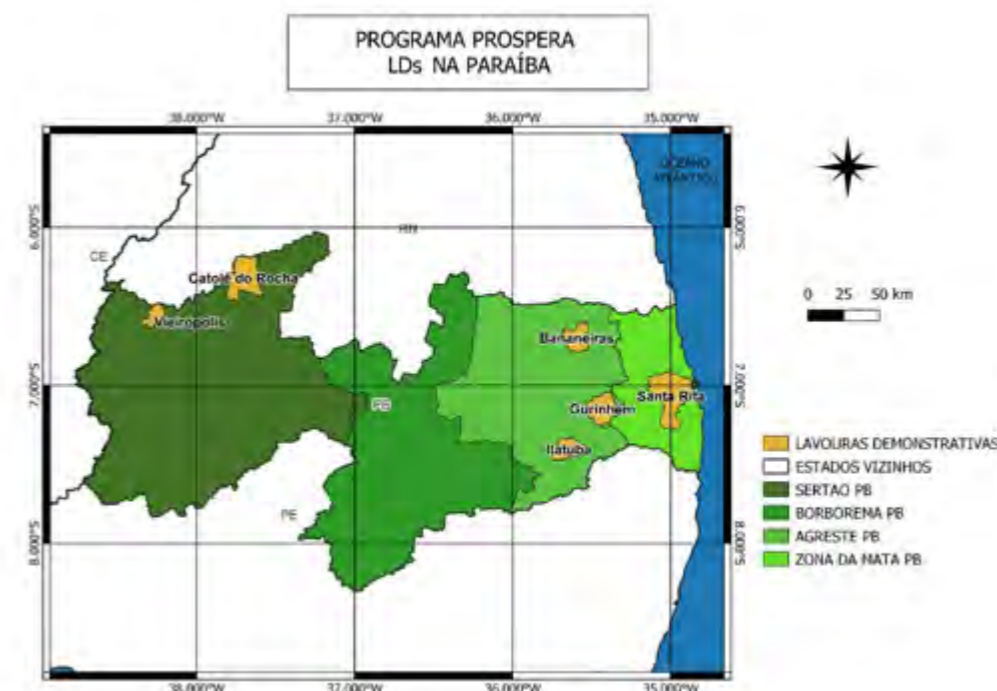 PROGRAMA PROSPERA
LDs NA PARAÍBA
38.000°W 37.000°W 36.000°W 35.000°W
OCEANO
ATLÂNTICO
6.000°S
6.000°S
RN
CE
Catolé do Rocha
Vieirópolis
Bananeiras
0 25 50 km
7.000°S
7.000°S
Santa Rita
PB
Gurinhém
Itatuba
PE
8.000°S
8.000°S
LAVOURAS DEMONSTRATIVAS
ESTADOS VIZINHOS
SERTAO PB
BORBOREMA PB
AGRESTE PB
ZONA DA MATA PB
38.000°W 37.000°W 36.000°W 35.000°W